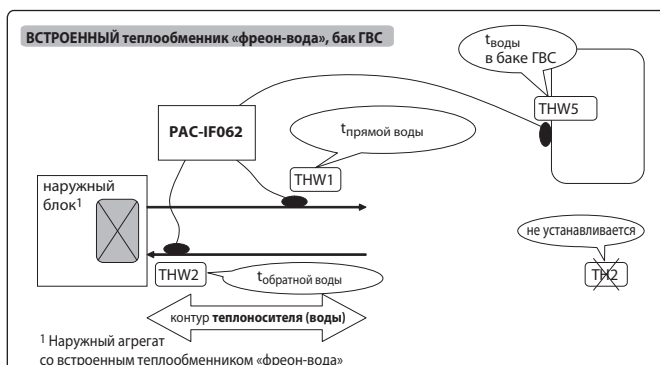 ВСТРОЕННЫЙ теплообменник «фреон-вода», бак ГВС
tводы
в баке ГВС
THW5
PAC-IF062
tпрямой воды
THW1
наружный
блок1
не устанавливается
TH2
THW2
tобратной воды
контур теплоносителя (воды)
1 Наружный агрегат
со встроенным теплообменником «фреон-вода»